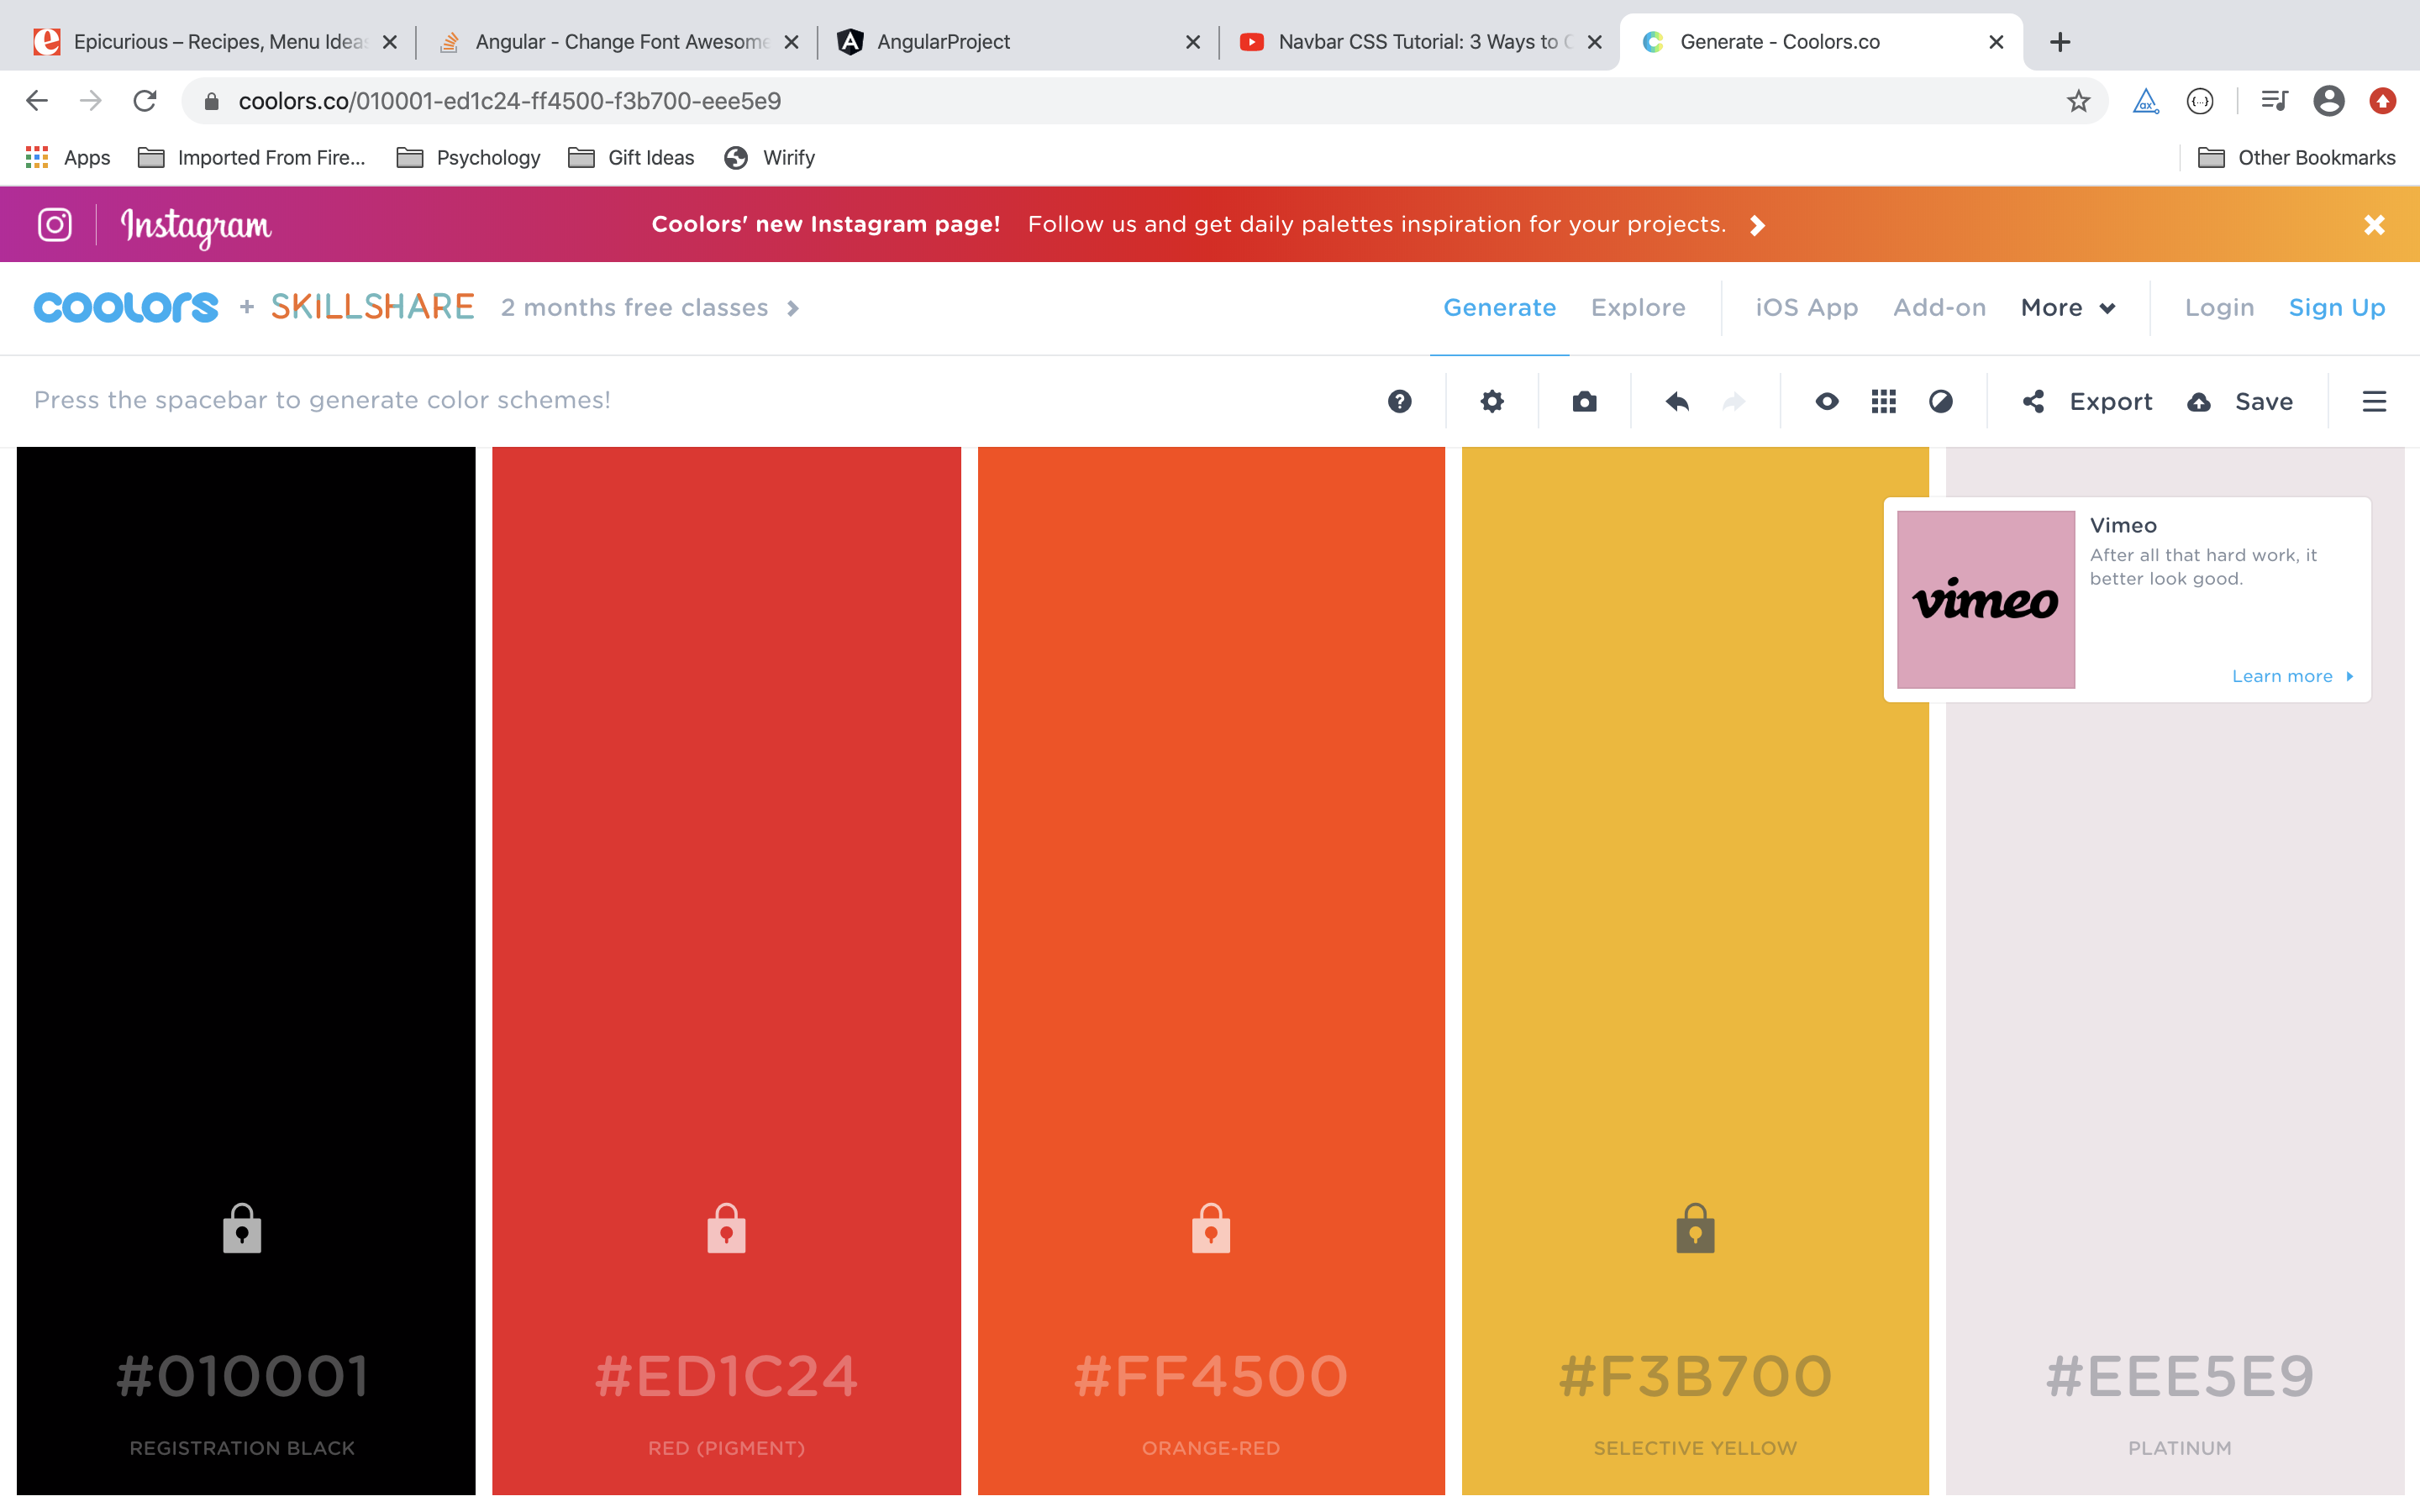 Epicurious – Recipes, Menu Ideas
Angular - Change Font Awesome
AngularProject
Navbar CSS Tutorial: 3 Ways to C
Generate - Coolors.co
coolors.co/010001-ed1c24-ff4500-f3b700-eee5e9
Apps
Imported From Fire...
Psychology
Gift Ideas
Wirify
Other Bookmarks
Instagram
Coolors' new Instagram page! Follow us and get daily palettes inspiration for your projects.
coolors + SKILLSHARE 2 months free classes
Generate
Explore
iOS App
Add-on
More
Login
Sign Up
Press the spacebar to generate color schemes!
Export
Save
Vimeo
After all that hard work, it
better look good.
vimeo
Learn more
#010001
#ED1C24
#FF4500
#F3B700
#EEE5E9
REGISTRATION BLACK
RED (PIGMENT)
ORANGE-RED
SELECTIVE YELLOW
PLATINUM